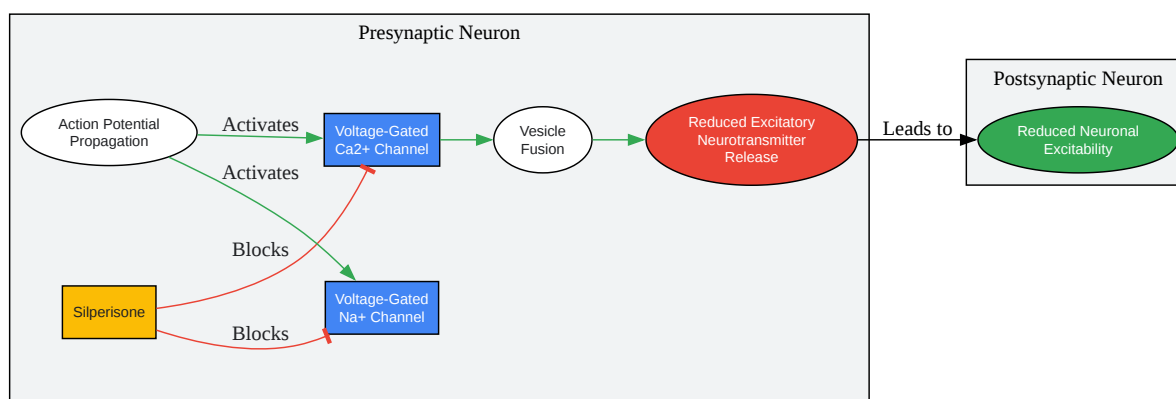 Presynaptic Neuron
Action Potential
Propagation
Activates
Activates
Voltage-Gated
Ca2+ Channel
Vesicle
Fusion
Reduced Excitatory
Neurotransmitter
Release
Leads to
Postsynaptic Neuron
Reduced Neuronal
Excitability
Blocks
Silperisone
Blocks
Voltage-Gated
Na+ Channel